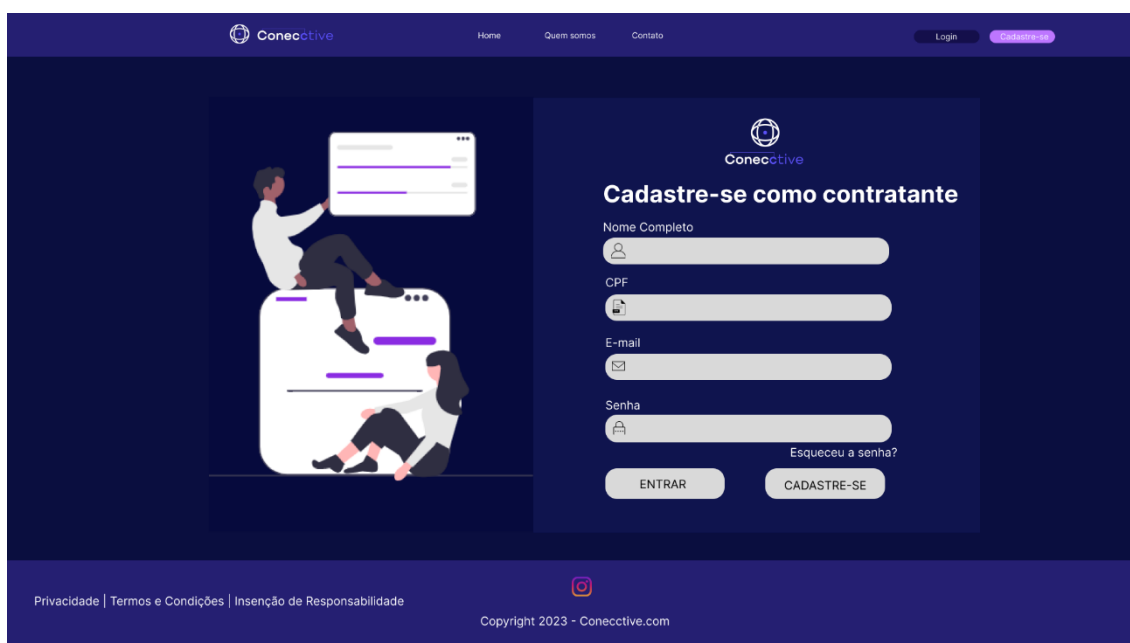 Conecctive Home Quem somos Contato Login Cadastre-se
Conecctive
Cadastre-se como contratante
Nome Completo
CPF
E-mail
Senha
Esqueceu a senha?
ENTRAR CADASTRE-SE
Privacidade | Termos e Condições | Insenção de Responsabilidade
Copyright 2023 - Conecctive.com